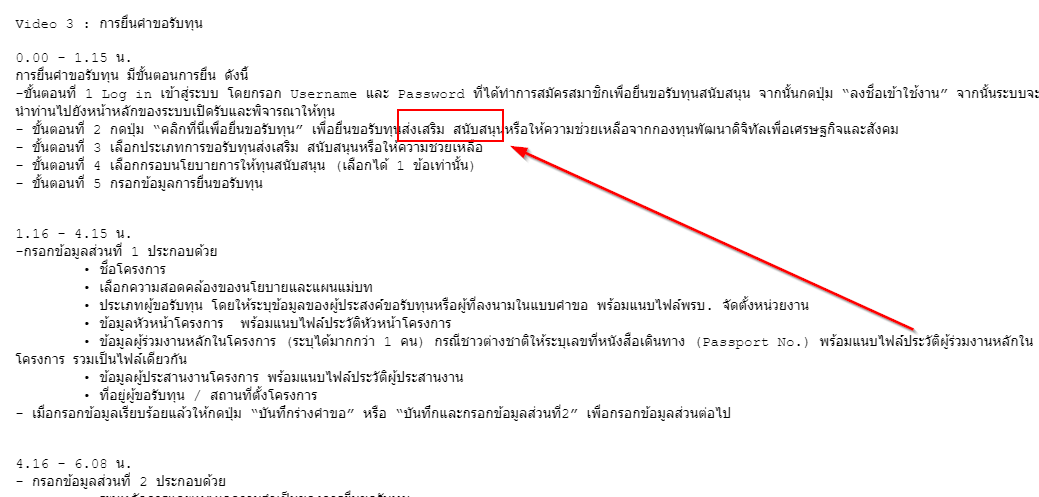 Video 3 : การยื่นคำขอรับทุน
0.00 - 1.15 น.
การยื่นคำขอรับทุน มีขั้นตอนการยื่น ดังนี้
-ขั้นตอนที่ 1 Log in เข้าสู่ระบบ โดยกรอก Username และ Password ที่ได้ทำการสมัครสมาชิกเพื่อยื่นขอรับทุนสนับสนุน จากนั้นกดปุ่ม “ลงชื่อเข้าใช้งาน” จากนั้นระบบจะ
นำท่านไปยังหน้าหลักของระบบเปิดรับและพิจารณาให้ทุน
- ขั้นตอนที่ 2 กดปุ่ม “คลิกที่นี่เพื่อยื่นขอรับทุน” เพื่อยื่นขอรับทุนส่งเสริม สนับสนุนหรือให้ความช่วยเหลือจากกองทุนพัฒนาดิจิทัลเพื่อเศรษฐกิจและสังคม
- ขั้นตอนที่ 3 เลือกประเภทการขอรับทุนส่งเสริม สนับสนุนหรือให้ความช่วยเหลือ
- ขั้นตอนที่ 4 เลือกกรอบนโยบายการให้ทุนสนับสนุน (เลือกได้ 1 ข้อเท่านั้น)
- ขั้นตอนที่ 5 กรอกข้อมูลการยื่นขอรับทุน
1.16 - 4.15 น.
-กรอกข้อมูลส่วนที่ 1 ประกอบด้วย
• ชื่อโครงการ
• เลือกความสอดคล้องของนโยบายและแผนแม่บท
• ประเภทผู้ขอรับทุน โดยให้ระบุข้อมูลของผู้ประสงค์ขอรับทุนหรือผู้ที่ลงนามในแบบคำขอ พร้อมแนบไฟล์พรบ. จัดตั้งหน่วยงาน
• ข้อมูลหัวหน้าโครงการ พร้อมแนบไฟล์ประวัติหัวหน้าโครงการ
• ข้อมูลผู้ร่วมงานหลักในโครงการ (ระบุได้มากกว่า 1 คน) กรณีชาวต่างชาติให้ระบุเลขที่หนังสือเดินทาง (Passport No.) พร้อมแนบไฟล์ประวัติผู้ร่วมงานหลักใน
โครงการ รวมเป็นไฟล์เดียวกัน
• ข้อมูลผู้ประสานงานโครงการ พร้อมแนบไฟล์ประวัติผู้ประสานงาน
• ที่อยู่ผู้ขอรับทุน / สถานที่ตั้งโครงการ
- เมื่อกรอกข้อมูลเรียบร้อยแล้วให้กดปุ่ม “บันทึกร่างคำขอ” หรือ “บันทึกและกรอกข้อมูลส่วนที่2” เพื่อกรอกข้อมูลส่วนต่อไป
4.16 - 6.08 น.
- กรอกข้อมูลส่วนที่ 2 ประกอบด้วย